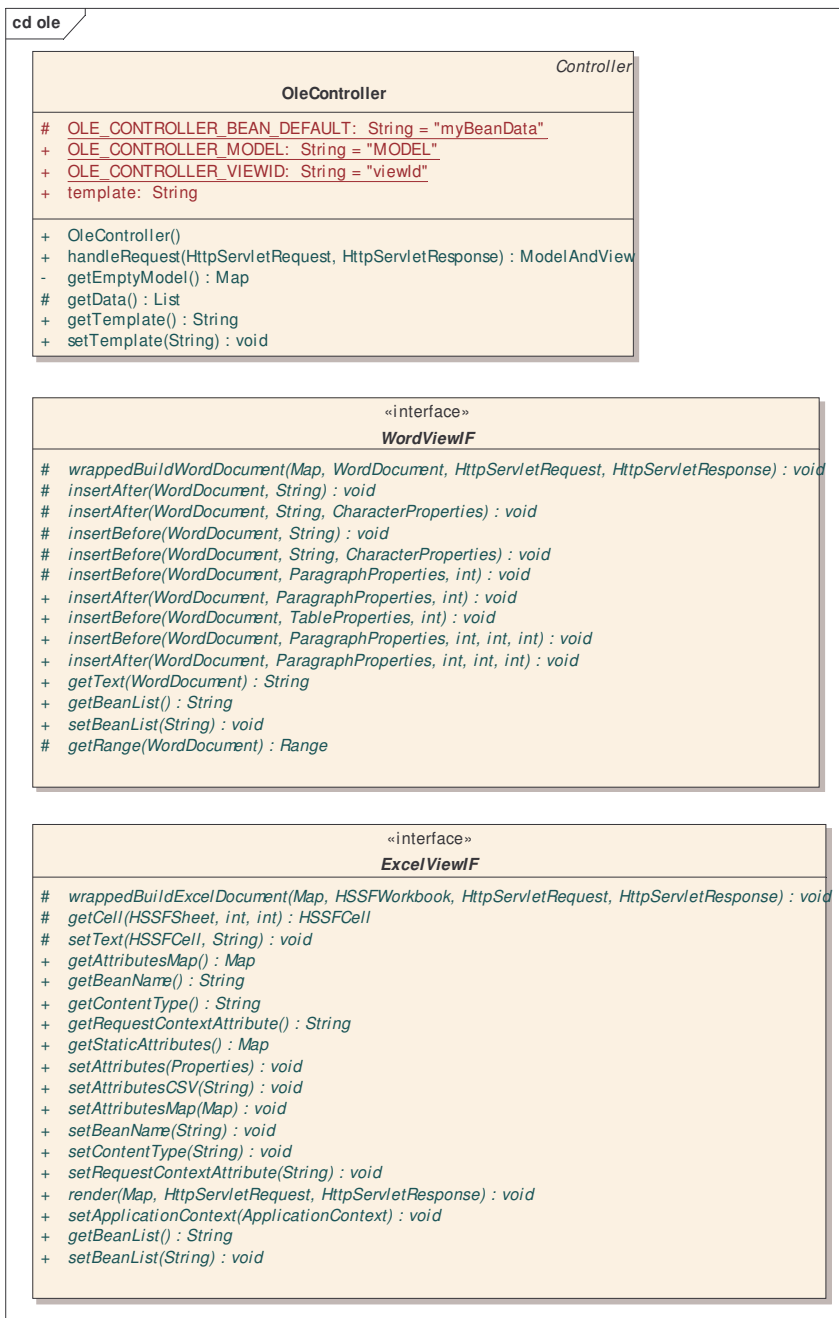 cd ole
Controller
OleController
# OLE_CONTROLLER_BEAN_DEFAULT: String = "myBeanData"
+ OLE_CONTROLLER_MODEL: String = "MODEL"
+ OLE_CONTROLLER_VIEWID: String = "viewId"
+ template: String
+ OleController()
+ handleRequest(HttpServletRequest, HttpServletResponse) : ModelAndView
- getEmptyModel() : Map
# getData() : List
+ getTemplate() : String
+ setTemplate(String) : void
«interface»
WordViewIF
# wrappedBuildWordDocument(Map, WordDocument, HttpServletRequest, HttpServletResponse) : void
# insertAfter(WordDocument, String) : void
# insertAfter(WordDocument, String, CharacterProperties) : void
# insertBefore(WordDocument, String) : void
# insertBefore(WordDocument, String, CharacterProperties) : void
# insertBefore(WordDocument, ParagraphProperties, int) : void
+ insertAfter(WordDocument, ParagraphProperties, int) : void
+ insertBefore(WordDocument, TableProperties, int) : void
+ insertBefore(WordDocument, ParagraphProperties, int, int, int) : void
+ insertAfter(WordDocument, ParagraphProperties, int, int, int) : void
+ getText(WordDocument) : String
+ getBeanList() : String
+ setBeanList(String) : void
# getRange(WordDocument) : Range
«interface»
ExcelViewIF
# wrappedBuildExcelDocument(Map, HSSFWorkbook, HttpServletRequest, HttpServletResponse) : void
# getCell(HSSFSheet, int, int) : HSSFCell
# setText(HSSFCell, String) : void
+ getAttributesMap() : Map
+ getBeanName() : String
+ getContentType() : String
+ getRequestContextAttribute() : String
+ getStaticAttributes() : Map
+ setAttributes(Properties) : void
+ setAttributesCSV(String) : void
+ setAttributesMap(Map) : void
+ setBeanName(String) : void
+ setContentType(String) : void
+ setRequestContextAttribute(String) : void
+ render(Map, HttpServletRequest, HttpServletResponse) : void
+ setApplicationContext(ApplicationContext) : void
+ getBeanList() : String
+ setBeanList(String) : void